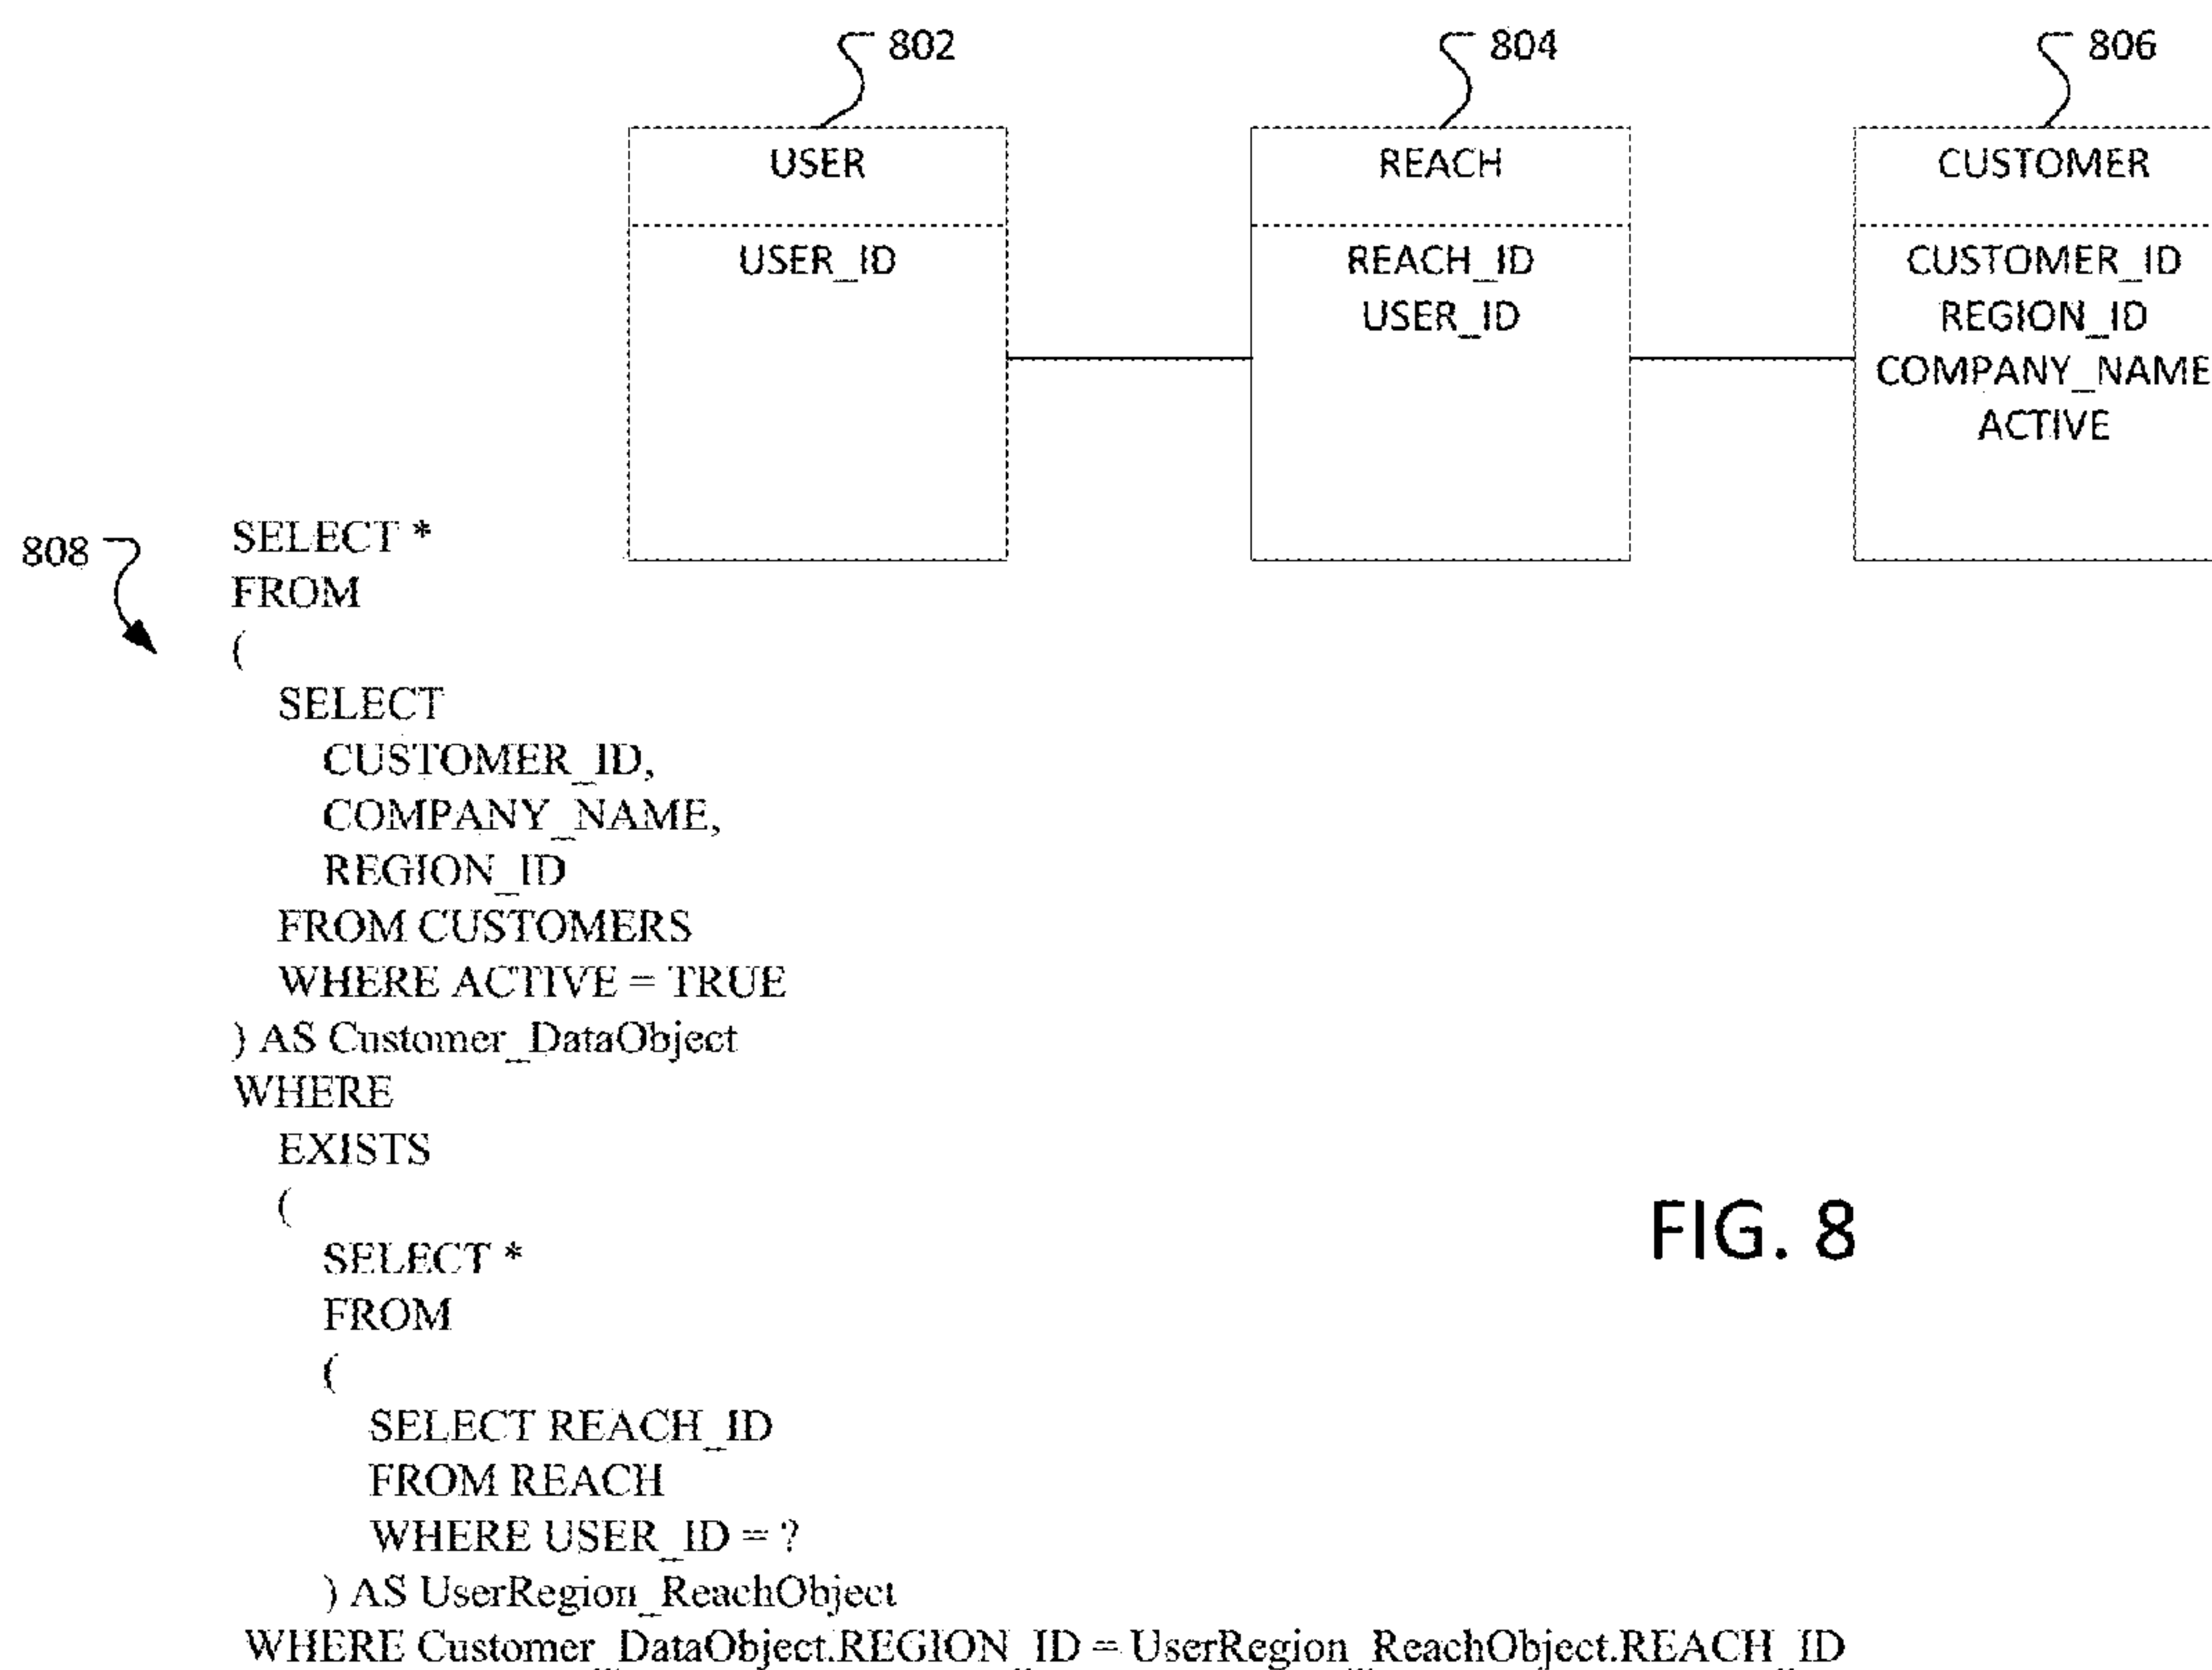 802
804
806
USER
USER_ID
REACH
REACH_ID
USER_ID
CUSTOMER
CUSTOMER_ID
REGION_ID
COMPANY_NAME
ACTIVE
808
SELECT *
FROM
(
SELECT
CUSTOMER_ID,
COMPANY_NAME,
REGION_ID
FROM CUSTOMERS
WHERE ACTIVE = TRUE
) AS Customer_DataObject
WHERE
EXISTS
(
SELECT *
FROM
(
SELECT REACH_ID
FROM REACH
WHERE USER_ID = ?
) AS UserRegion_ReachObject
WHERE Customer_DataObject.REGION_ID = UserRegion_ReachObject.REACH_ID
FIG. 8